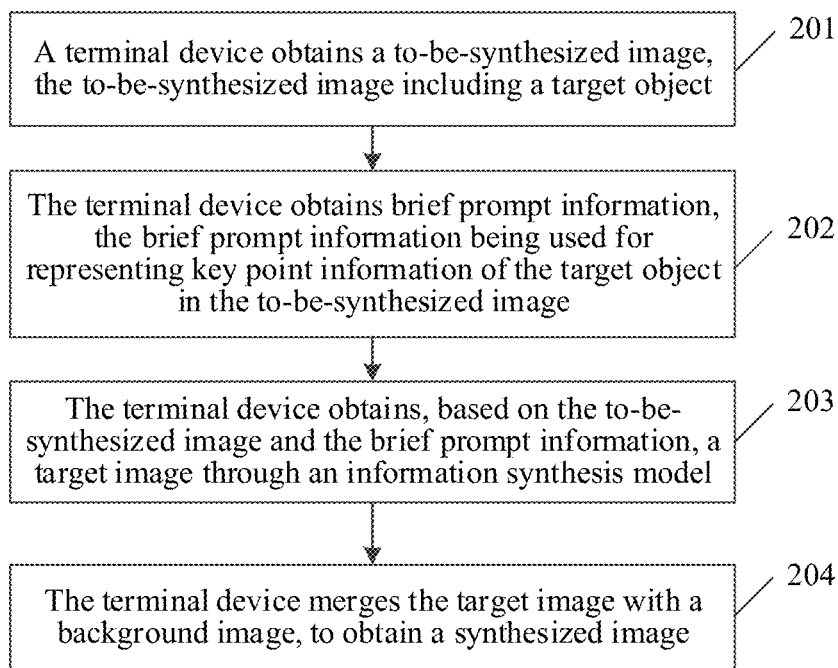 A terminal device obtains a to-be-synthesized image,
the to-be-synthesized image including a target object
201
The terminal device obtains brief prompt information,
the brief prompt information being used for
representing key point information of the target object
in the to-be-synthesized image
202
The terminal device obtains, based on the to-be-
synthesized image and the brief prompt information, a
target image through an information synthesis model
203
The terminal device merges the target image with a
background image, to obtain a synthesized image
204